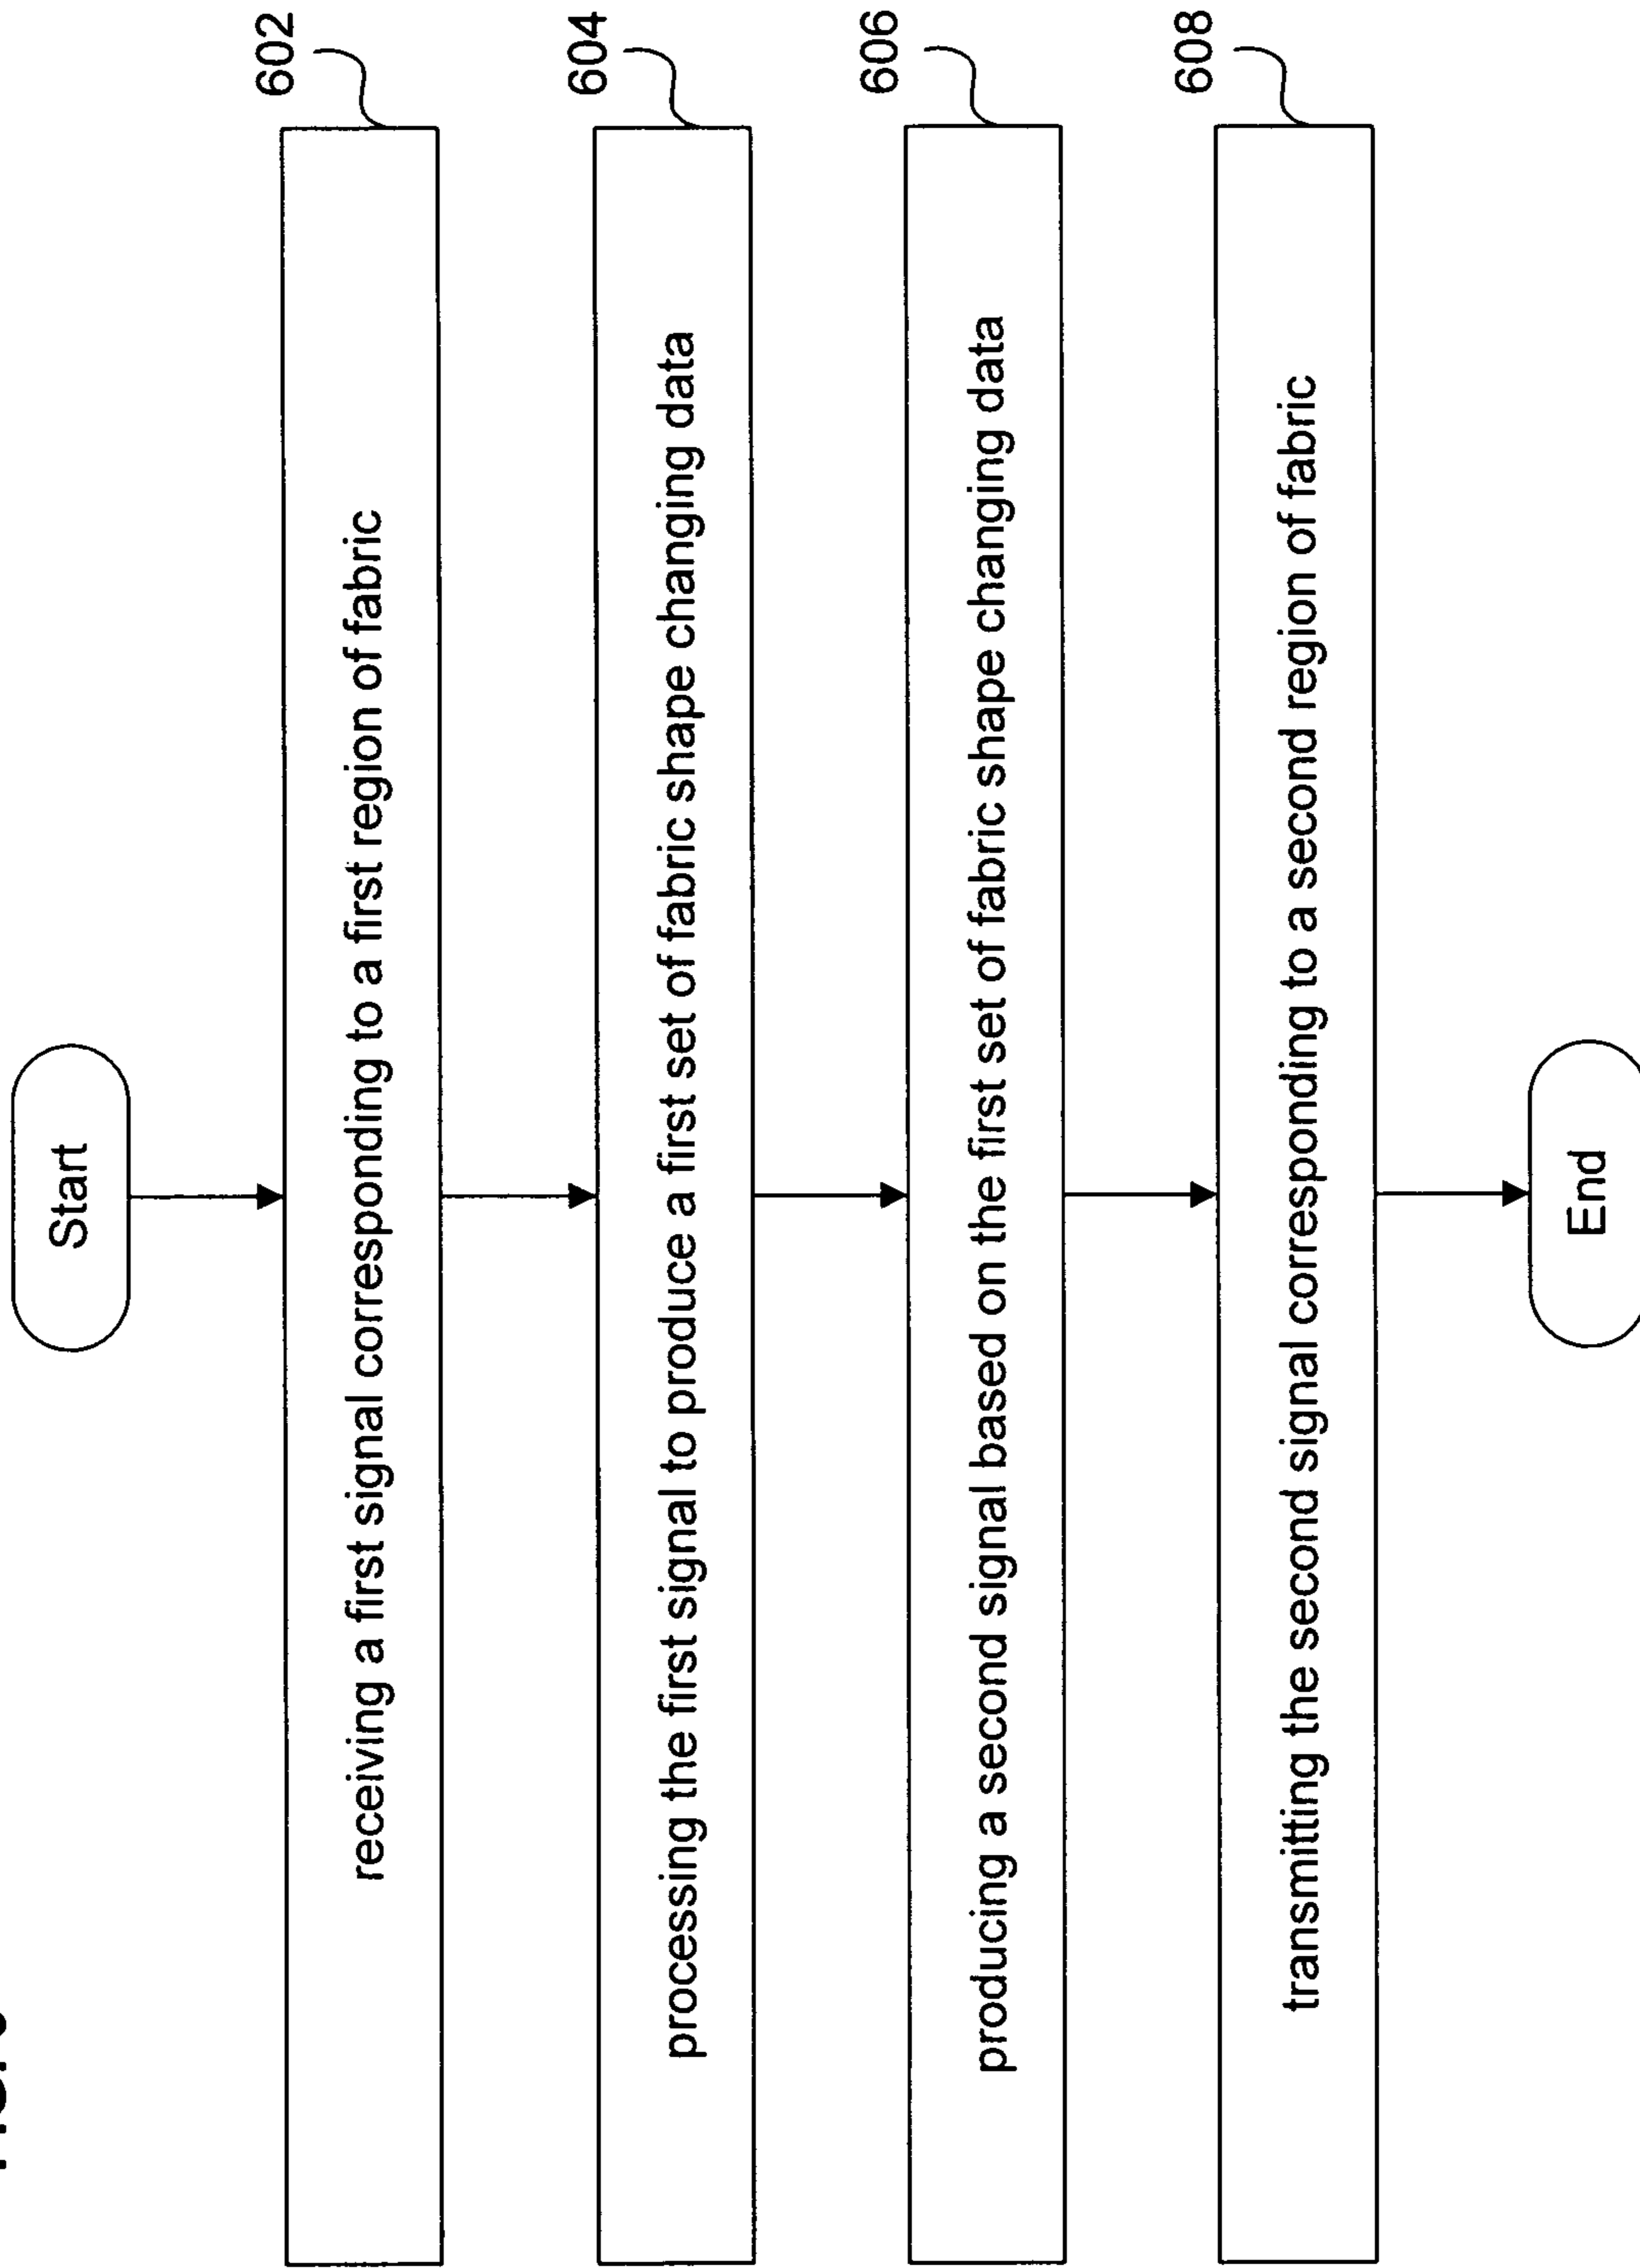 Start
602
receiving a first signal corresponding to a first region of fabric
604
processing the first signal to produce a first set of fabric shape changing data
606
producing a second signal based on the first set of fabric shape changing data
608
transmitting the second signal corresponding to a second region of fabric
End